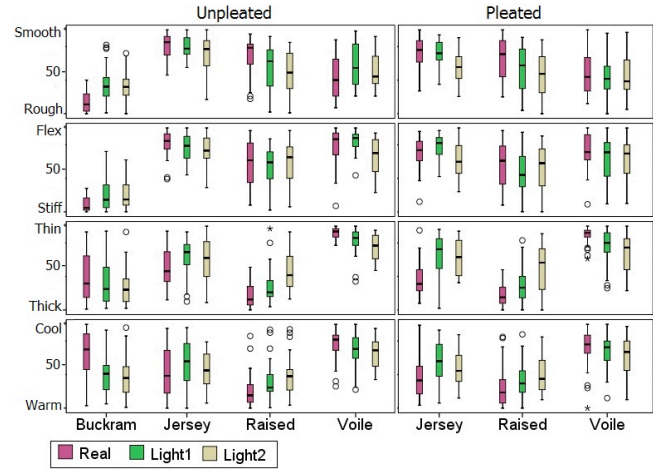 Unpleated Pleated
Smooth
50
Rough
Flex
50
Stiff
Thin
50
Thick
Cool
50
Warm
Buckram Jersey Raised Voile Jersey Raised Voile
Real Light1 Light2